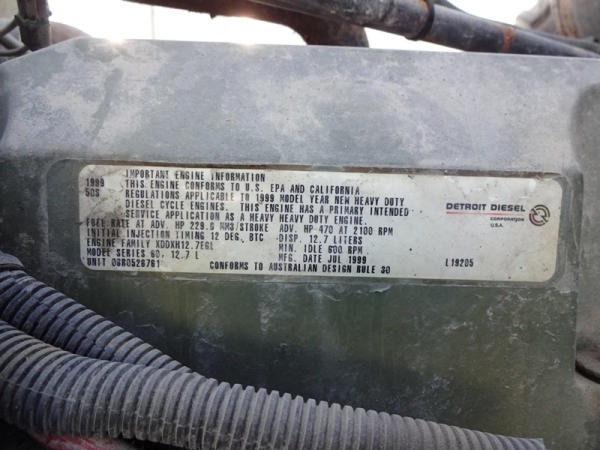 IMPORTANT ENGINE INFORMATION
1999 THIS ENGINE CONFORMS TO U.S. EPA AND CALIFORNIA
50S REGULATIONS APPLICABLE TO 1999 MODEL YEAR NEW HEAVY DUTY
DIESEL CYCLE ENGINES. THIS ENGINE HAS A PRIMARY INTENDED
SERVICE APPLICATION AS A HEAVY HEAVY DUTY ENGINE
FUEL RATE AT ADV. HP 229.5 MM3/STROKE ADV. HP 470 AT 2100 RPM
INITIAL INJECTION TIMING 12 DEG. BTC DISP. 12.7 LITERS
ENGINE FAMILY XDDXH12.7EGL MIN. IDLE 600 RPM
MODEL SERIES 60, 12.7 L MFG. DATE JUL 1999
UNIT 06R0528761 CONFORMS TO AUSTRALIAN DESIGN RULE 30
DETROIT DIESEL
CORPORATION
U.S.A.
L19205